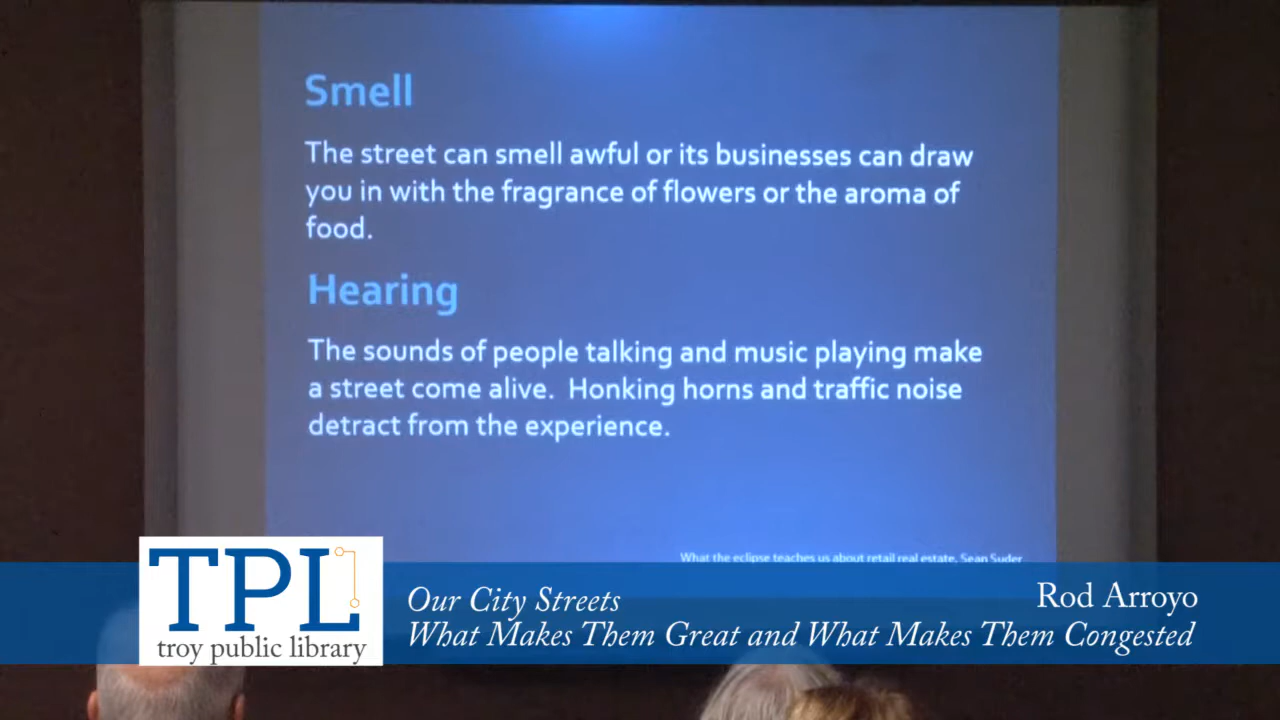 Smell
The street can smell awful or its businesses can draw
you in with the fragrance of flowers or the aroma of
food.
Hearing
The sounds of people talking and music playing make
a street come alive. Honking horns and traffic noise
detract from the experience.
What the eclipse teaches us about retail real estate, Sean Suder
TPL
troy public library
Our City Streets
Rod Arroyo
What Makes Them Great and What Makes Them Congested